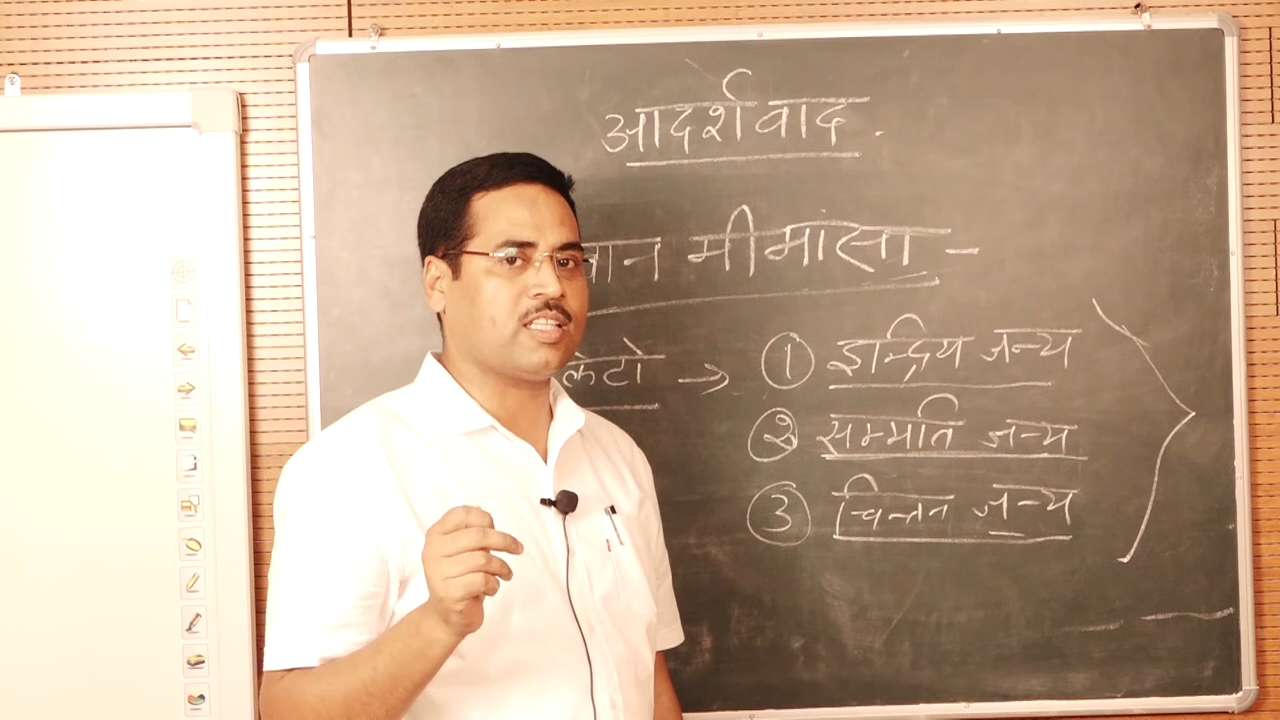 आदर्शवाद.
मीमांसा -
→ ① इन्द्रिय जन्य
② सम्मति जन्य
③ चिन्तन जन्य